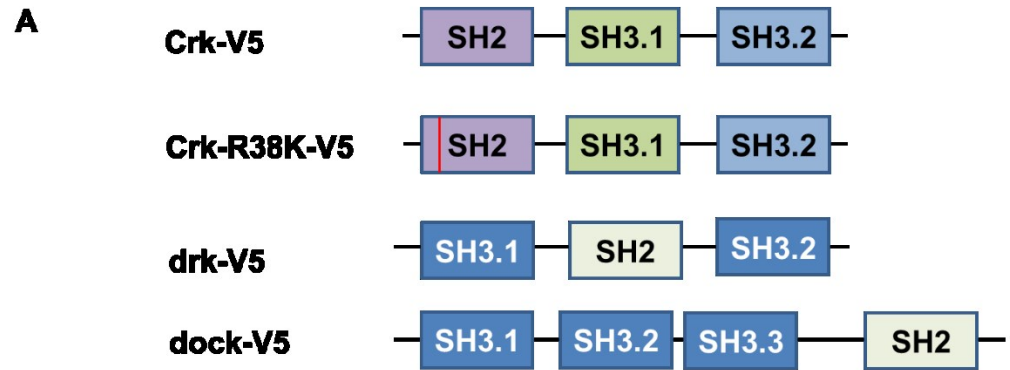 A
Crk-V5 SH2 SH3.1 SH3.2
Crk-R38K-V5 SH2 SH3.1 SH3.2
drk-V5 SH3.1 SH2 SH3.2
dock-V5 SH3.1 SH3.2 SH3.3 SH2